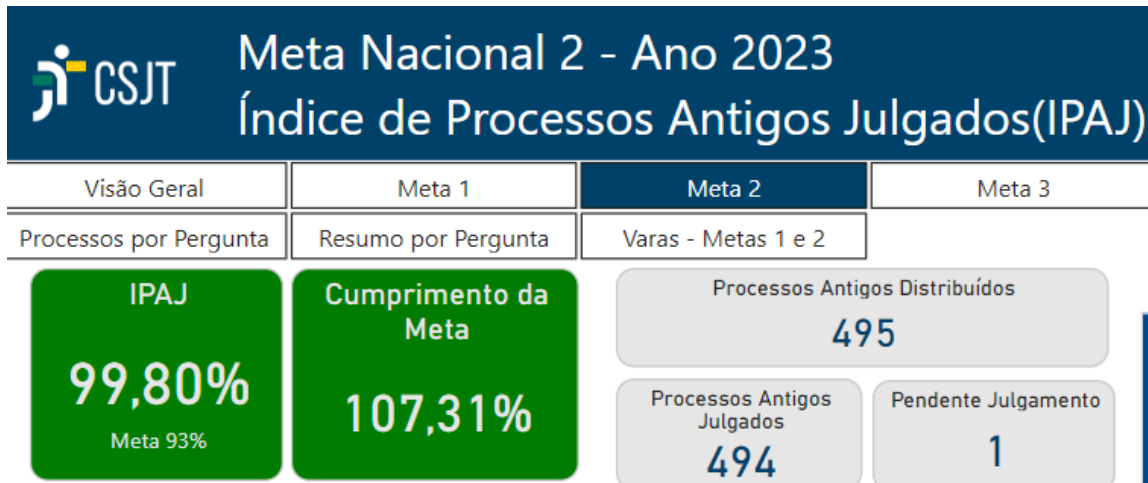 CSJT
Meta Nacional 2 - Ano 2023
Índice de Processos Antigos Julgados(IPAJ)
Visão Geral
Meta 1
Meta 2
Meta 3
Processos por Pergunta
Resumo por Pergunta
Varas - Metas 1 e 2
IPAJ
99,80%
Meta 93%
Cumprimento da
Meta
107,31%
Processos Antigos Distribuídos
495
Processos Antigos
Julgados
494
Pendente Julgamento
1